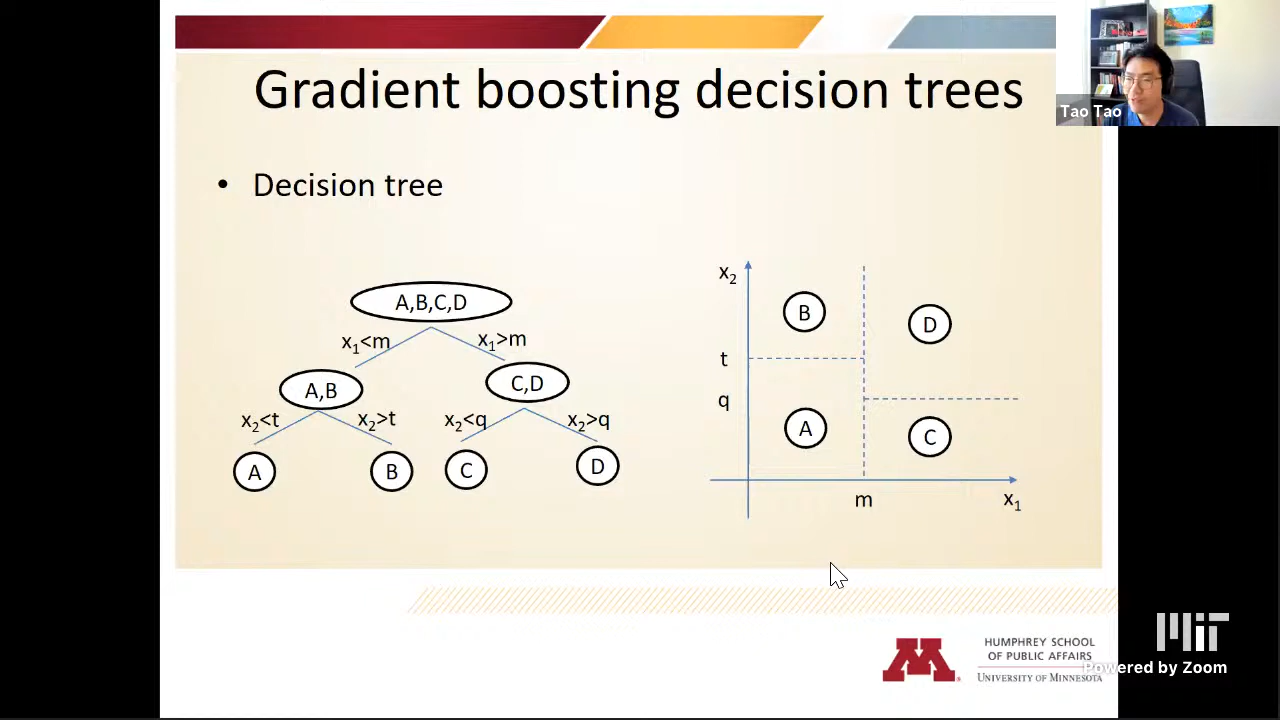 Gradient boosting decision trees
Tao Tao
• Decision tree
A,B,C,D
x₁<m
x₁>m
A,B
C,D
x₂<t
x₂>t
x₂<q
x₂>q
A
B
C
D
x₂
B
D
t
q
A
C
m
x₁
MIT
Powered by Zoom
M
HUMPHREY SCHOOL
OF PUBLIC AFFAIRS
UNIVERSITY OF MINNESOTA